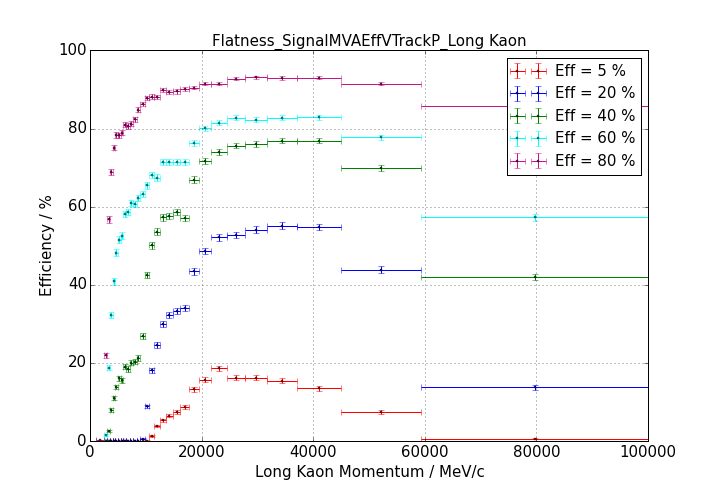 Flatness_SignalMVAEffVTrackP_Long Kaon
100
80
60
40
20
0
Efficiency / %
Eff = 5 %
Eff = 20 %
Eff = 40 %
Eff = 60 %
Eff = 80 %
0 20000 40000 60000 80000 100000
Long Kaon Momentum / MeV/c